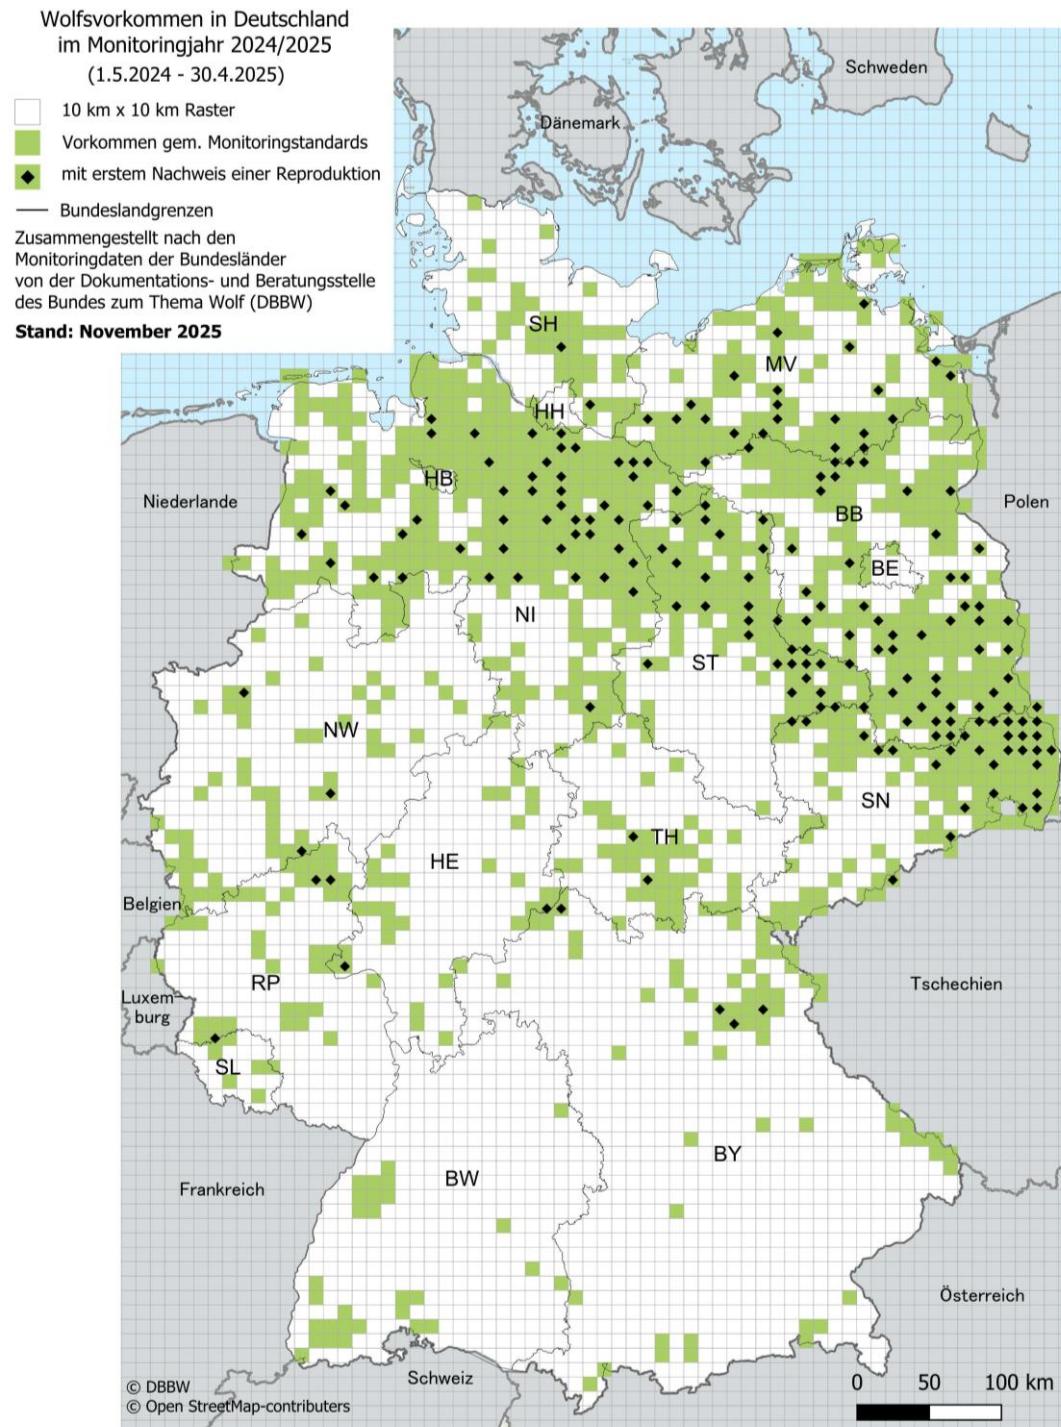 Wolfsvorkommen in Deutschland
im Monitoringjahr 2024/2025
(1.5.2024 - 30.4.2025)
10 km x 10 km Raster
Vorkommen gem. Monitoringstandards
mit erstem Nachweis einer Reproduktion
Bundeslandgrenzen
Zusammengestellt nach den
Monitoringdaten der Bundesländer
von der Dokumentations- und Beratungsstelle
des Bundes zum Thema Wolf (DBBW)
Stand: November 2025
Schweden
Dänemark
SH
MV
HH
HB
Niederlande
Polen
BB
BE
NI
ST
NW
SN
TH
HE
Belgien
RP
Tschechien
Luxem-
burg
SL
BY
BW
Frankreich
Österreich
Schweiz
0 50 100 km
© DBBW
© Open StreetMap-contributers